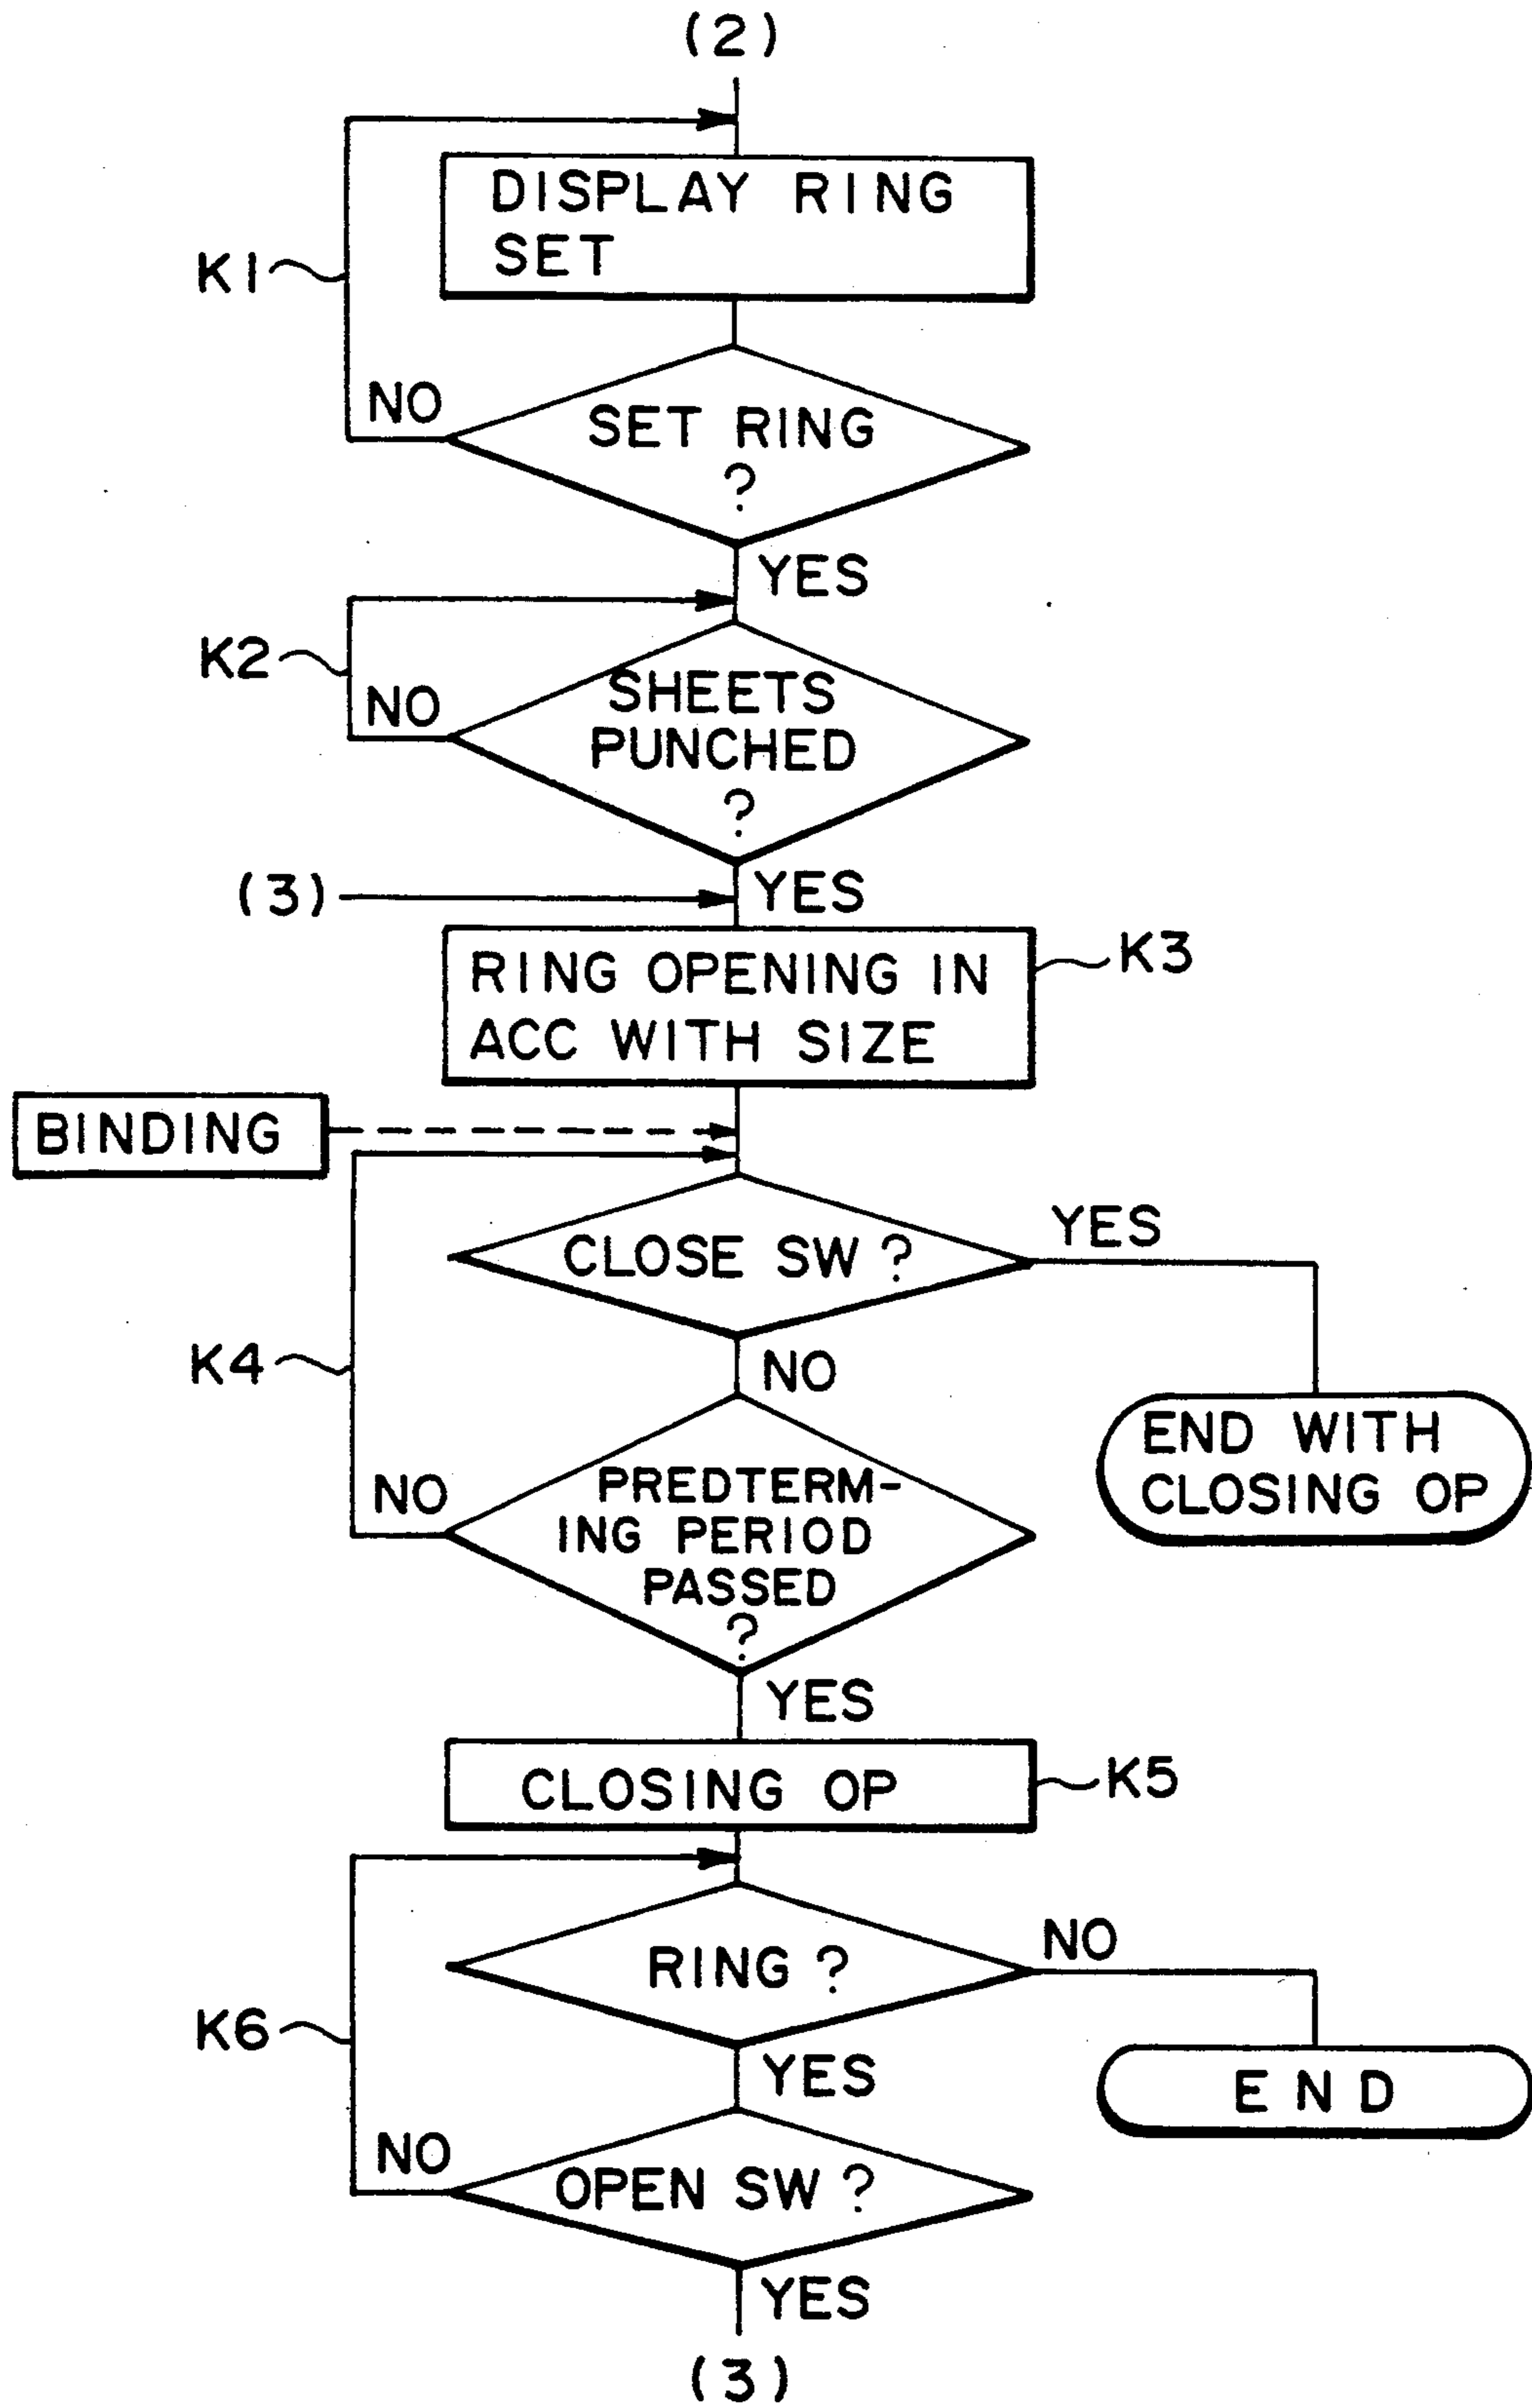 (2)
DISPLAY RING
SET
K1
NO
SET RING
?
YES
K2
NO
SHEETS
PUNCHED
?
(3)
YES
RING OPENING IN
ACC WITH SIZE
K3
BINDING
CLOSE SW ?
YES
K4
NO
END WITH
CLOSING OP
NO
PREDTERM-
ING PERIOD
PASSED
?
YES
CLOSING OP
K5
RING ?
NO
K6
YES
END
NO
OPEN SW ?
YES
(3)